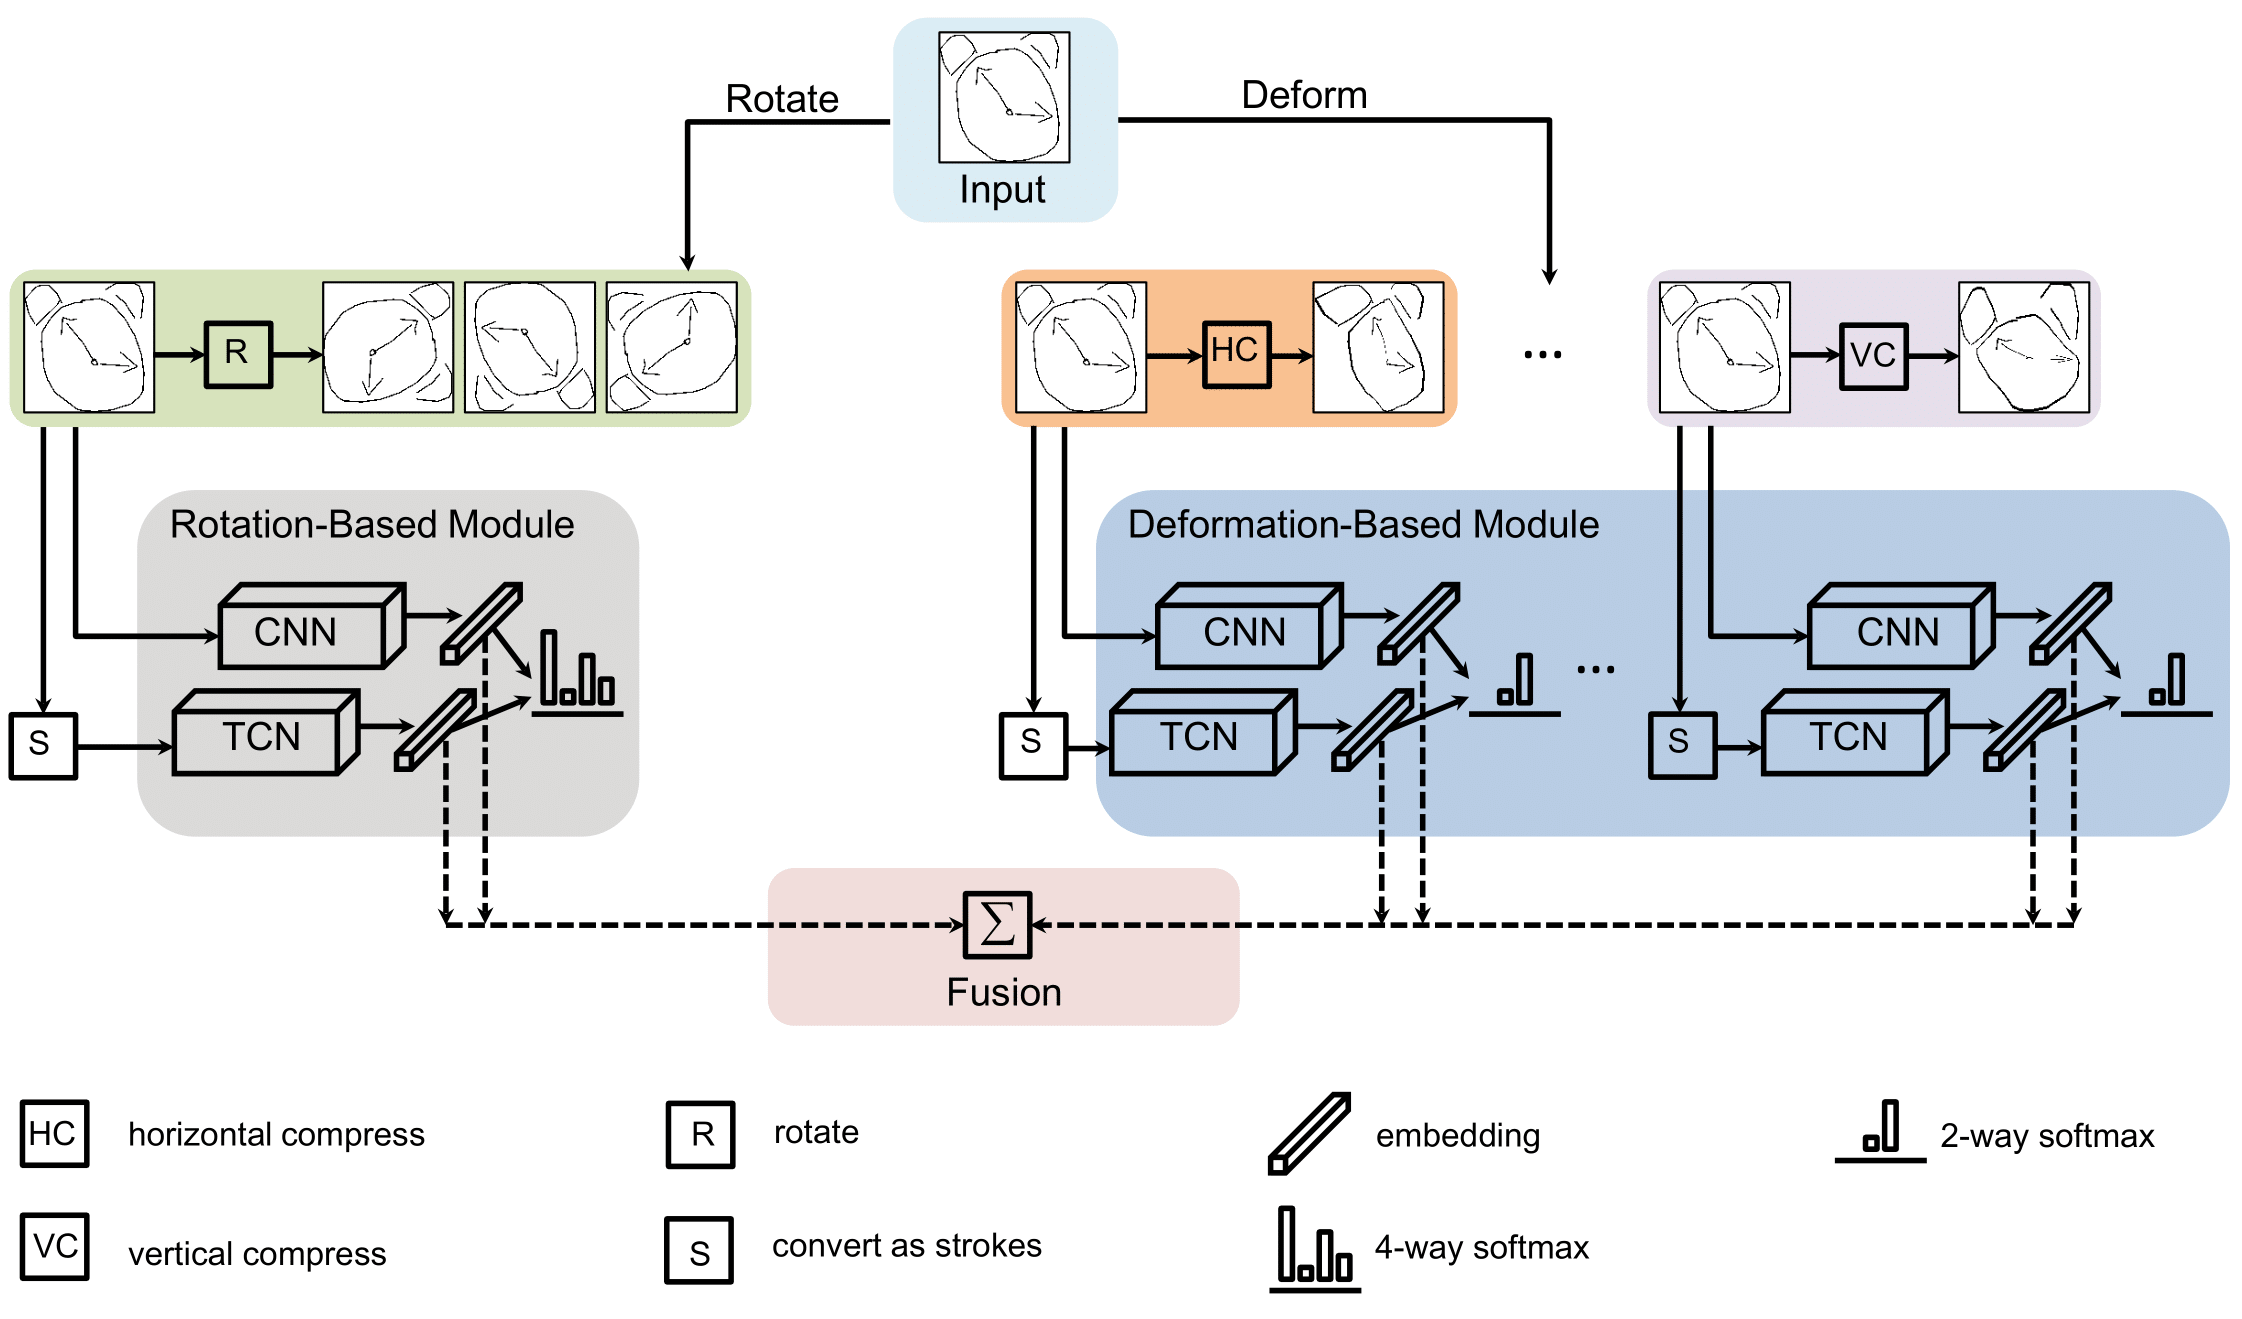 Rotate
Deform
Input
R
HC
...
VC
Rotation-Based Module
Deformation-Based Module
CNN
CNN
...
CNN
TCN
TCN
TCN
S
S
S
Σ
Fusion
HC horizontal compress
R rotate
embedding
2-way softmax
VC vertical compress
S convert as strokes
4-way softmax